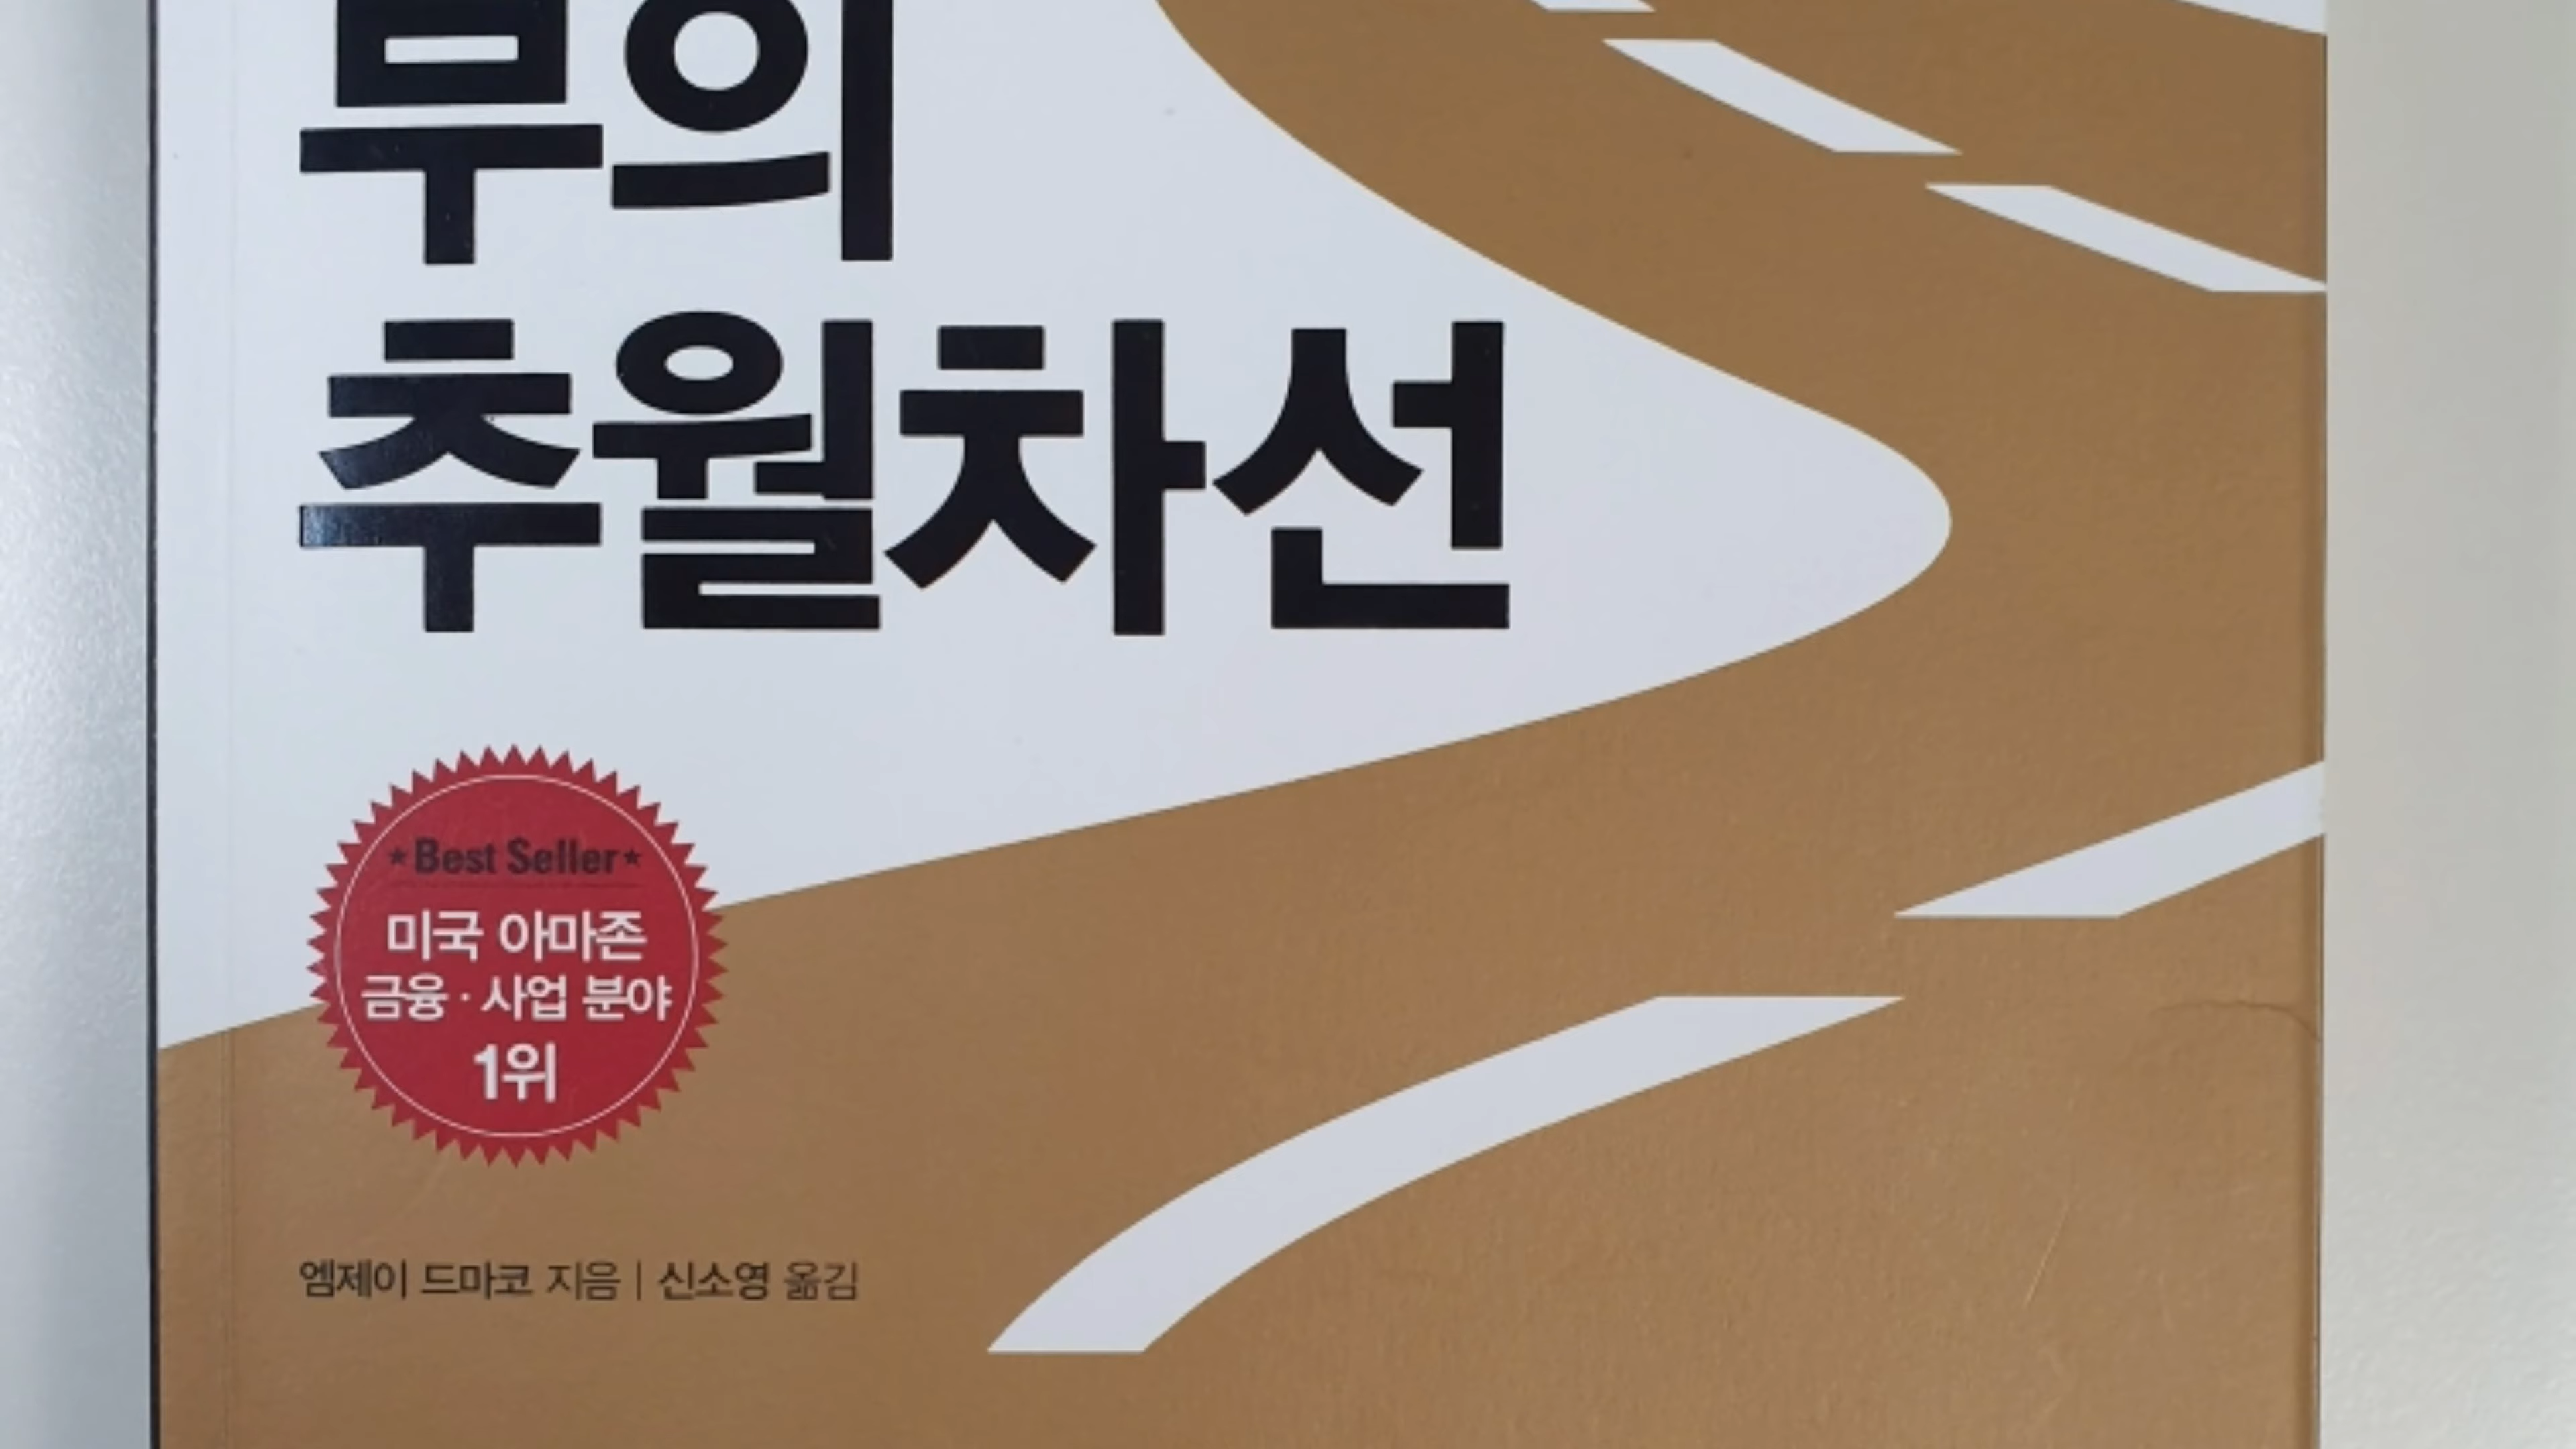 부의
추월차선
★Best Seller★
미국 아마존
금융 · 사업 분야
1위
엠제이 드마코 지음 | 신소영 옮김